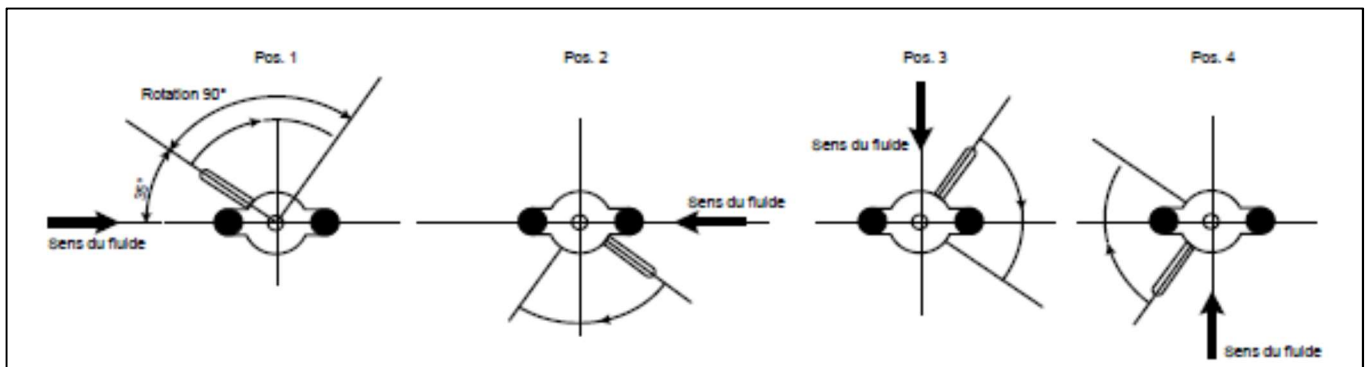 Pos. 1
Pos. 2
Pos. 3
Pos. 4
Rotation 90°
35°
Sens du fluide
Sens du fluide
Sens du fluide
Sens du fluide